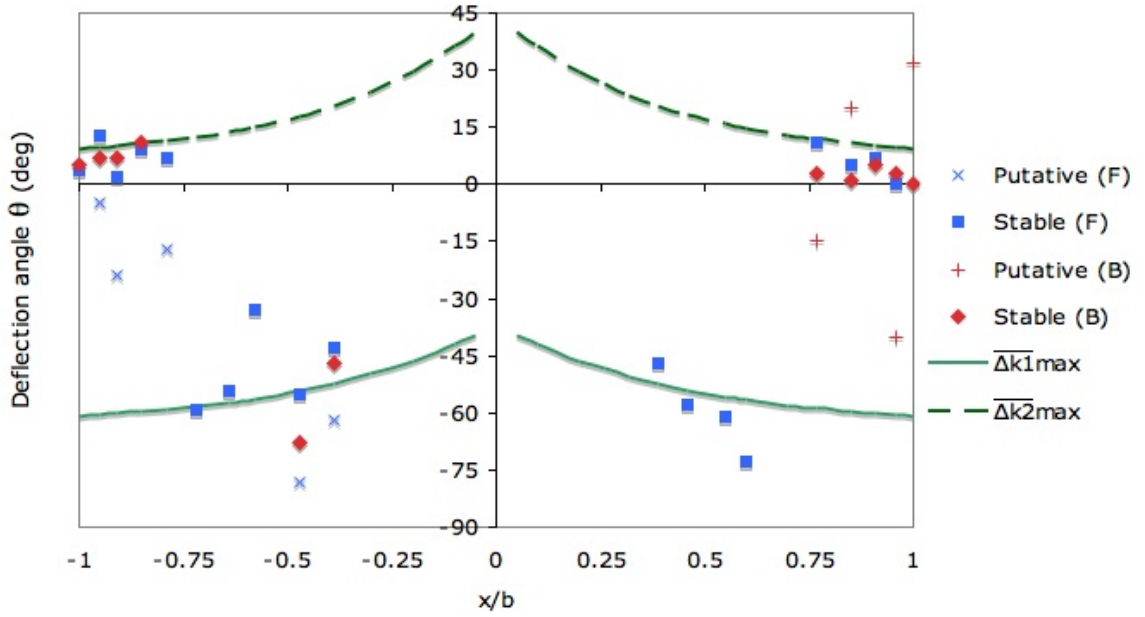 45
30
15
0
-15
-30
-45
-60
-75
-90
Deflection angle θ (deg)
-1 -0.75 -0.5 -0.25 0 0.25 0.5 0.75 1
x/b
Putative (F)
Stable (F)
Putative (B)
Stable (B)
Δk1max
Δk2max